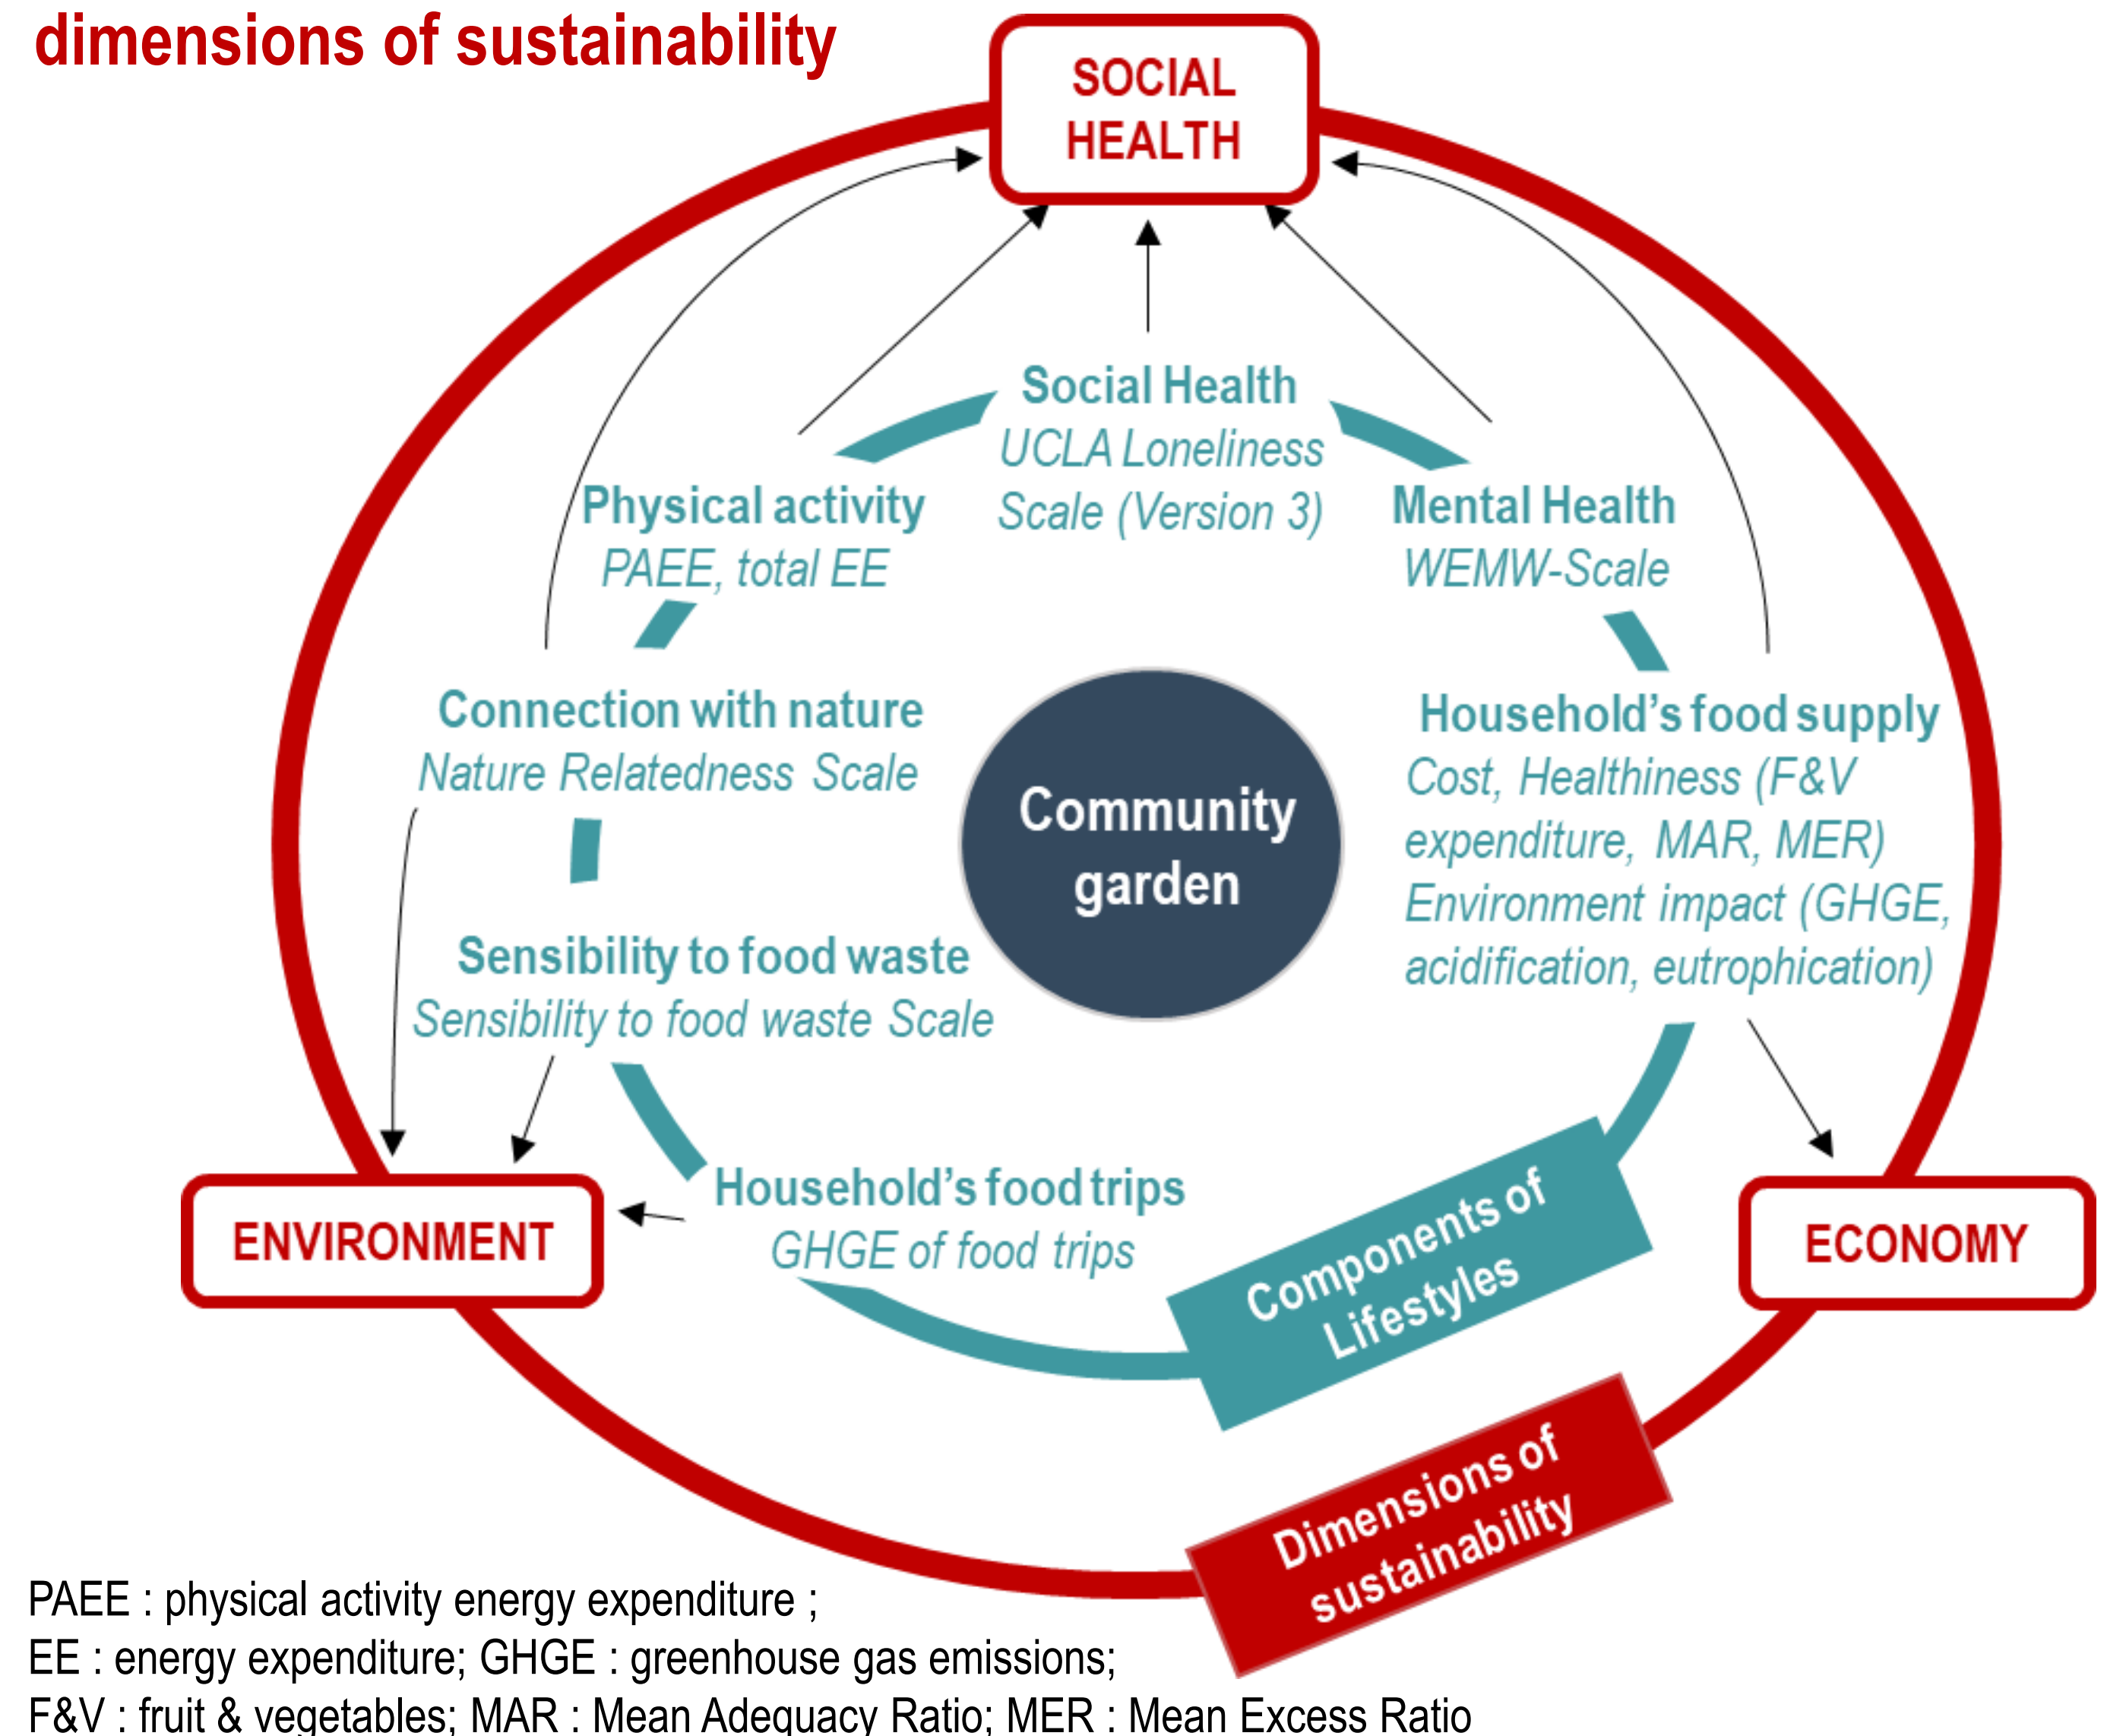 dimensions of sustainability
SOCIAL
HEALTH
Social Health
UCLA Loneliness
Scale (Version 3)
Physical activity
PAEE, total EE
Mental Health
WEMW-Scale
Connection with nature
Nature Relatedness Scale
Household's food supply
Cost, Healthiness (F&V
expenditure, MAR, MER)
Environment impact (GHGE,
acidification, eutrophication)
Community
garden
Sensibility to food waste
Sensibility to food waste Scale
Household's food trips
GHGE of food trips
ENVIRONMENT
ECONOMY
Components of
Lifestyles
Dimensions of
sustainability
PAEE : physical activity energy expenditure ;
EE : energy expenditure; GHGE : greenhouse gas emissions;
F&V : fruit & vegetables; MAR : Mean Adequacy Ratio; MER : Mean Excess Ratio